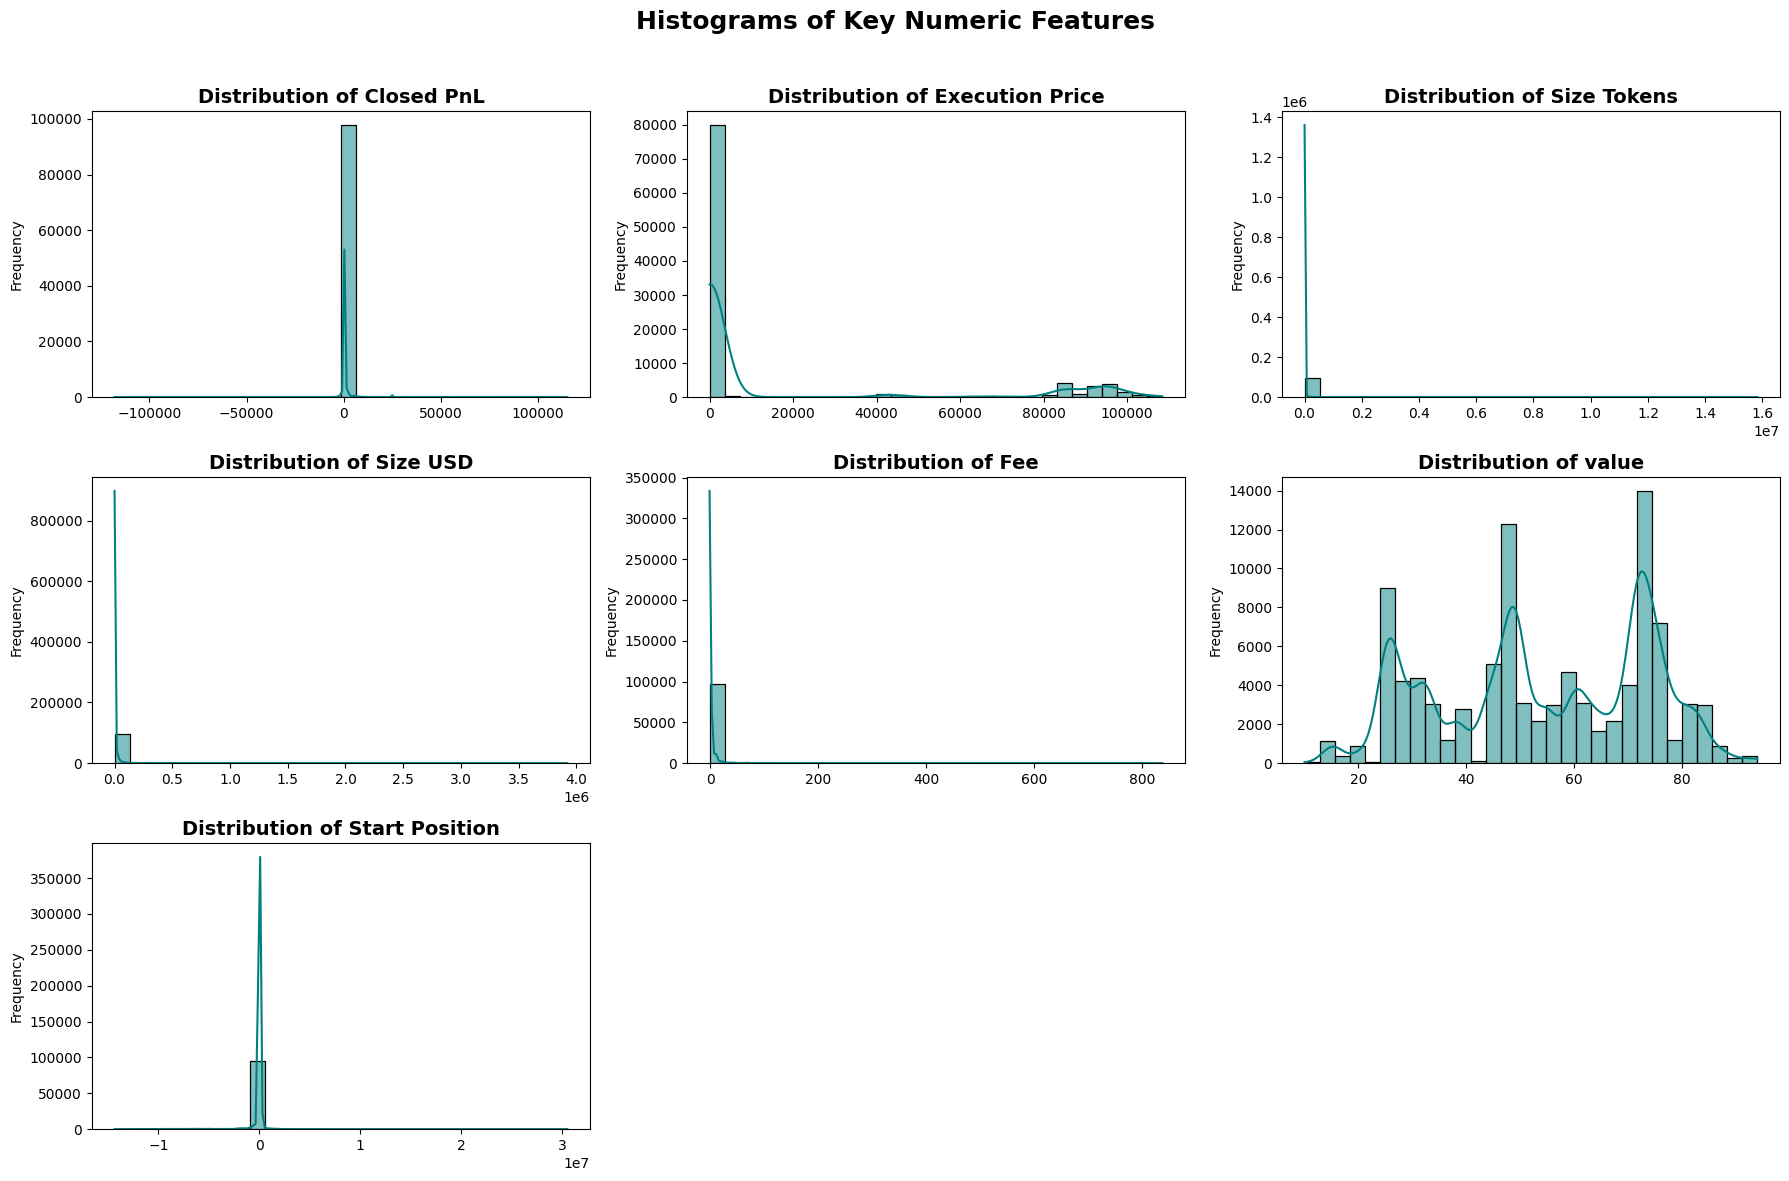 Histograms of Key Numeric Features
Distribution of Closed PnL
Frequency
100000
80000
60000
40000
20000
0
−100000 −50000 0 50000 100000
Distribution of Execution Price
Frequency
80000
70000
60000
50000
40000
30000
20000
10000
0
0 20000 40000 60000 80000 100000
Distribution of Size Tokens
1e6
Frequency
1.4
1.2
1.0
0.8
0.6
0.4
0.2
0.0
0.0 0.2 0.4 0.6 0.8 1.0 1.2 1.4 1.6
1e7
Distribution of Size USD
Frequency
800000
600000
400000
200000
0
0.0 0.5 1.0 1.5 2.0 2.5 3.0 3.5 4.0
1e6
Distribution of Fee
Frequency
350000
300000
250000
200000
150000
100000
50000
0
0 200 400 600 800
Distribution of value
Frequency
14000
12000
10000
8000
6000
4000
2000
0
20 40 60 80
Distribution of Start Position
Frequency
350000
300000
250000
200000
150000
100000
50000
0
−1 0 1 2 3
1e7